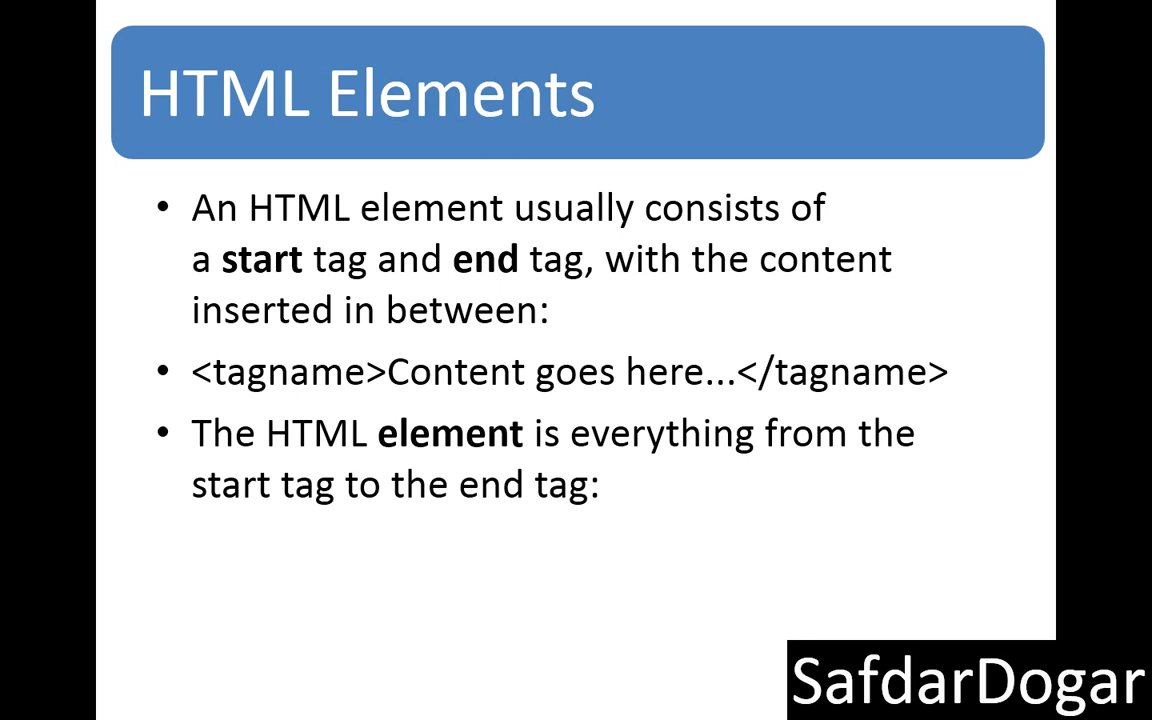 HTML Elements
• An HTML element usually consists of
a start tag and end tag, with the content
inserted in between:
• <tagname>Content goes here...</tagname>
• The HTML element is everything from the
start tag to the end tag:
SafdarDogar